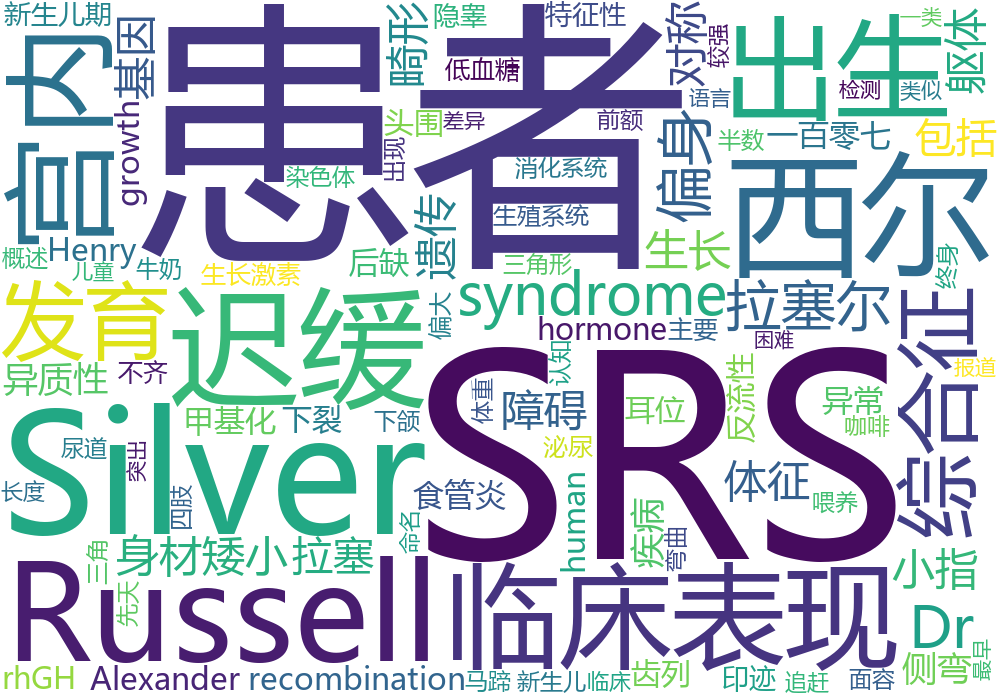 新生儿期
隐睾
特征性
一类
宫内
基因
患者
畸形
低血糖
对称
较强
出生
躯体
growth
头围
差异
前额
语言
检测
类似
偏身
半数
一百零七
包括
染色体
出现
消化系统
西尔
Henry
遗传
生殖系统
概述
儿童
牛奶
生长激素
后缺
三角形
生长
终身
发育
迟缓
偏大
syndrome
拉塞尔
综合征
hormone
主要
困难
异质性
不齐
认知
反流性
异常
报道
Silver
SRS
甲基化
下裂
下颌
体重
障碍
耳位
咖啡
尿道
突出
泌尿
体征
长度
四肢
食管炎
喂养
命名
human
疾病
弯曲
身材矮小
拉塞
小指
三角
先天
Russell
临床表现
Dr
rhGH
Alexander
recombination
马蹄
新生儿临床
齿列
印迹
追赶
面容
侧弯
最早